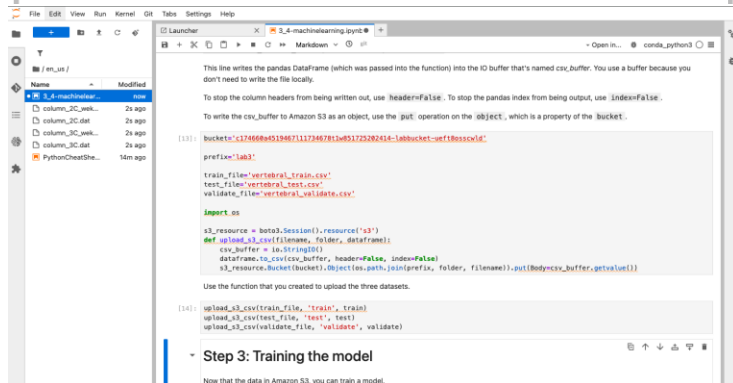 File Edit View Run Kernel Git Tabs Settings Help
Launcher
3_4-machinelearning.ipynb
Markdown
Open in...
conda_python3
/ en_us /
Name
Modified
3_4-machinelear...
now
column_2C_wek...
2s ago
column_2C.dat
2s ago
column_3C_wek...
2s ago
column_3C.dat
2s ago
PythonCheatShe...
14m ago
This line writes the pandas DataFrame (which was passed into the function) into the IO buffer that's named csv_buffer. You use a buffer because you
don't need to write the file locally.
To stop the column headers from being written out, use header=False. To stop the pandas index from being output, use index=False.
To write the csv_buffer to Amazon S3 as an object, use the put operation on the object, which is a property of the bucket.
[13]:
prefix='lab3'
train_file='vertebral_train.csv'
test_file='vertebral_test.csv'
validate_file='vertebral_validate.csv'
import os
s3_resource = boto3.Session().resource('s3')
def upload_s3_csv(filename, folder, dataframe):
csv_buffer = io.StringIO()
dataframe.to_csv(csv_buffer, header=False, index=False)
s3_resource.Bucket(bucket).Object(os.path.join(prefix, folder, filename)).put(Body=csv_buffer.getvalue())
Use the function that you created to upload the three datasets.
[14]:
upload_s3_csv(train_file, 'train', train)
upload_s3_csv(test_file, 'test', test)
upload_s3_csv(validate_file, 'validate', validate)
Step 3: Training the model
Now that the data in Amazon S3, you can train a model.